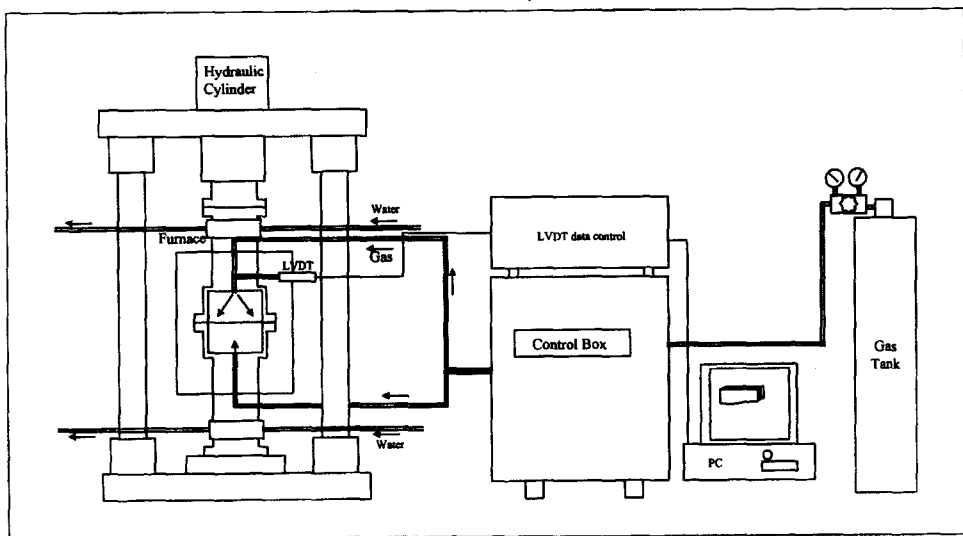 Hydraulic
Cylinder
Water
Furnace
Gas
LVDT
LVDT data control
Control Box
Gas
Tank
Water
PC